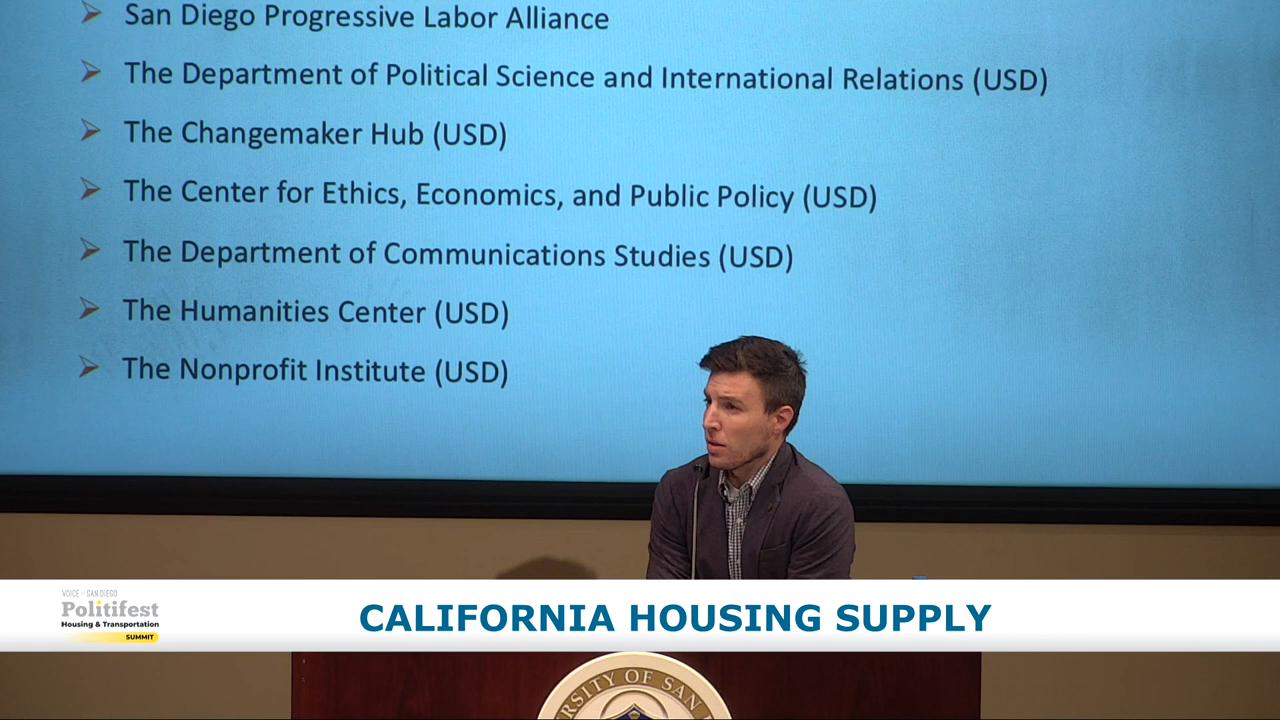 San Diego Progressive Labor Alliance
The Department of Political Science and International Relations (USD)
The Changemaker Hub (USD)
The Center for Ethics, Economics, and Public Policy (USD)
The Department of Communications Studies (USD)
The Humanities Center (USD)
The Nonprofit Institute (USD)
VOICE OF SAN DIEGO
Politifest
Housing & Transportation
SUMMIT
CALIFORNIA HOUSING SUPPLY
OF SAN